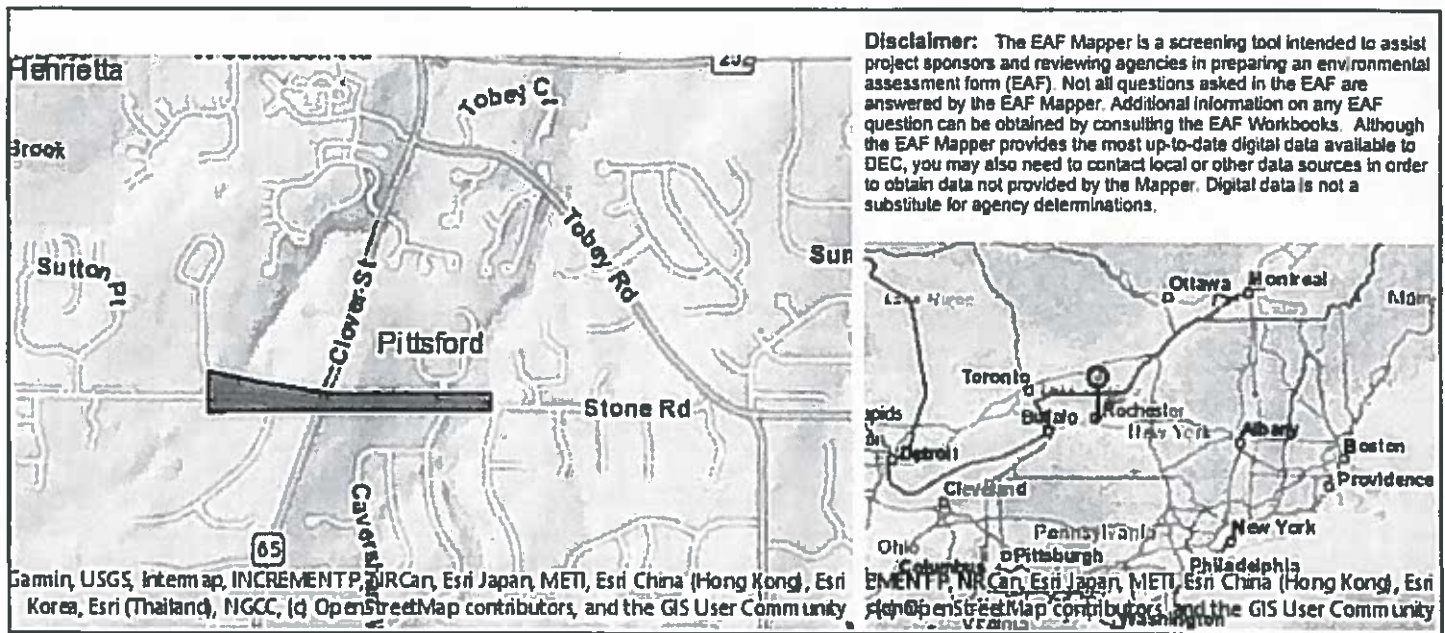 Henrietta
Brook
Tobey C
Tobey Rd
Sutton Pt
Clover St
Pittsford
Stone Rd
65
Garmin, USGS, Intermap, INCREMENT P, NRCan, Esri Japan, METI, Esri China (Hong Kong), Esri
Korea, Esri (Thailand), NGCC, (c) OpenStreetMap contributors, and the GIS User Community
Disclaimer: The EAF Mapper is a screening tool intended to assist
project sponsors and reviewing agencies in preparing an environmental
assessment form (EAF). Not all questions asked in the EAF are
answered by the EAF Mapper. Additional information on any EAF
question can be obtained by consulting the EAF Workbooks. Although
the EAF Mapper provides the most up-to-date digital data available to
DEC, you may also need to contact local or other data sources in order
to obtain data not provided by the Mapper. Digital data is not a
substitute for agency determinations.
Ottawa
Montreal
Toronto
Rochester
Buffalo
New York
Albany
Boston
Detroit
Providence
Cleveland
New York
Pennsylvania
Ohio
Pittsburgh
Philadelphia
Columbus
EMENT P, NRCan, Esri Japan, METI, Esri China (Hong Kong), Esri
OpenStreetMap contributors, and the GIS User Community
Washington